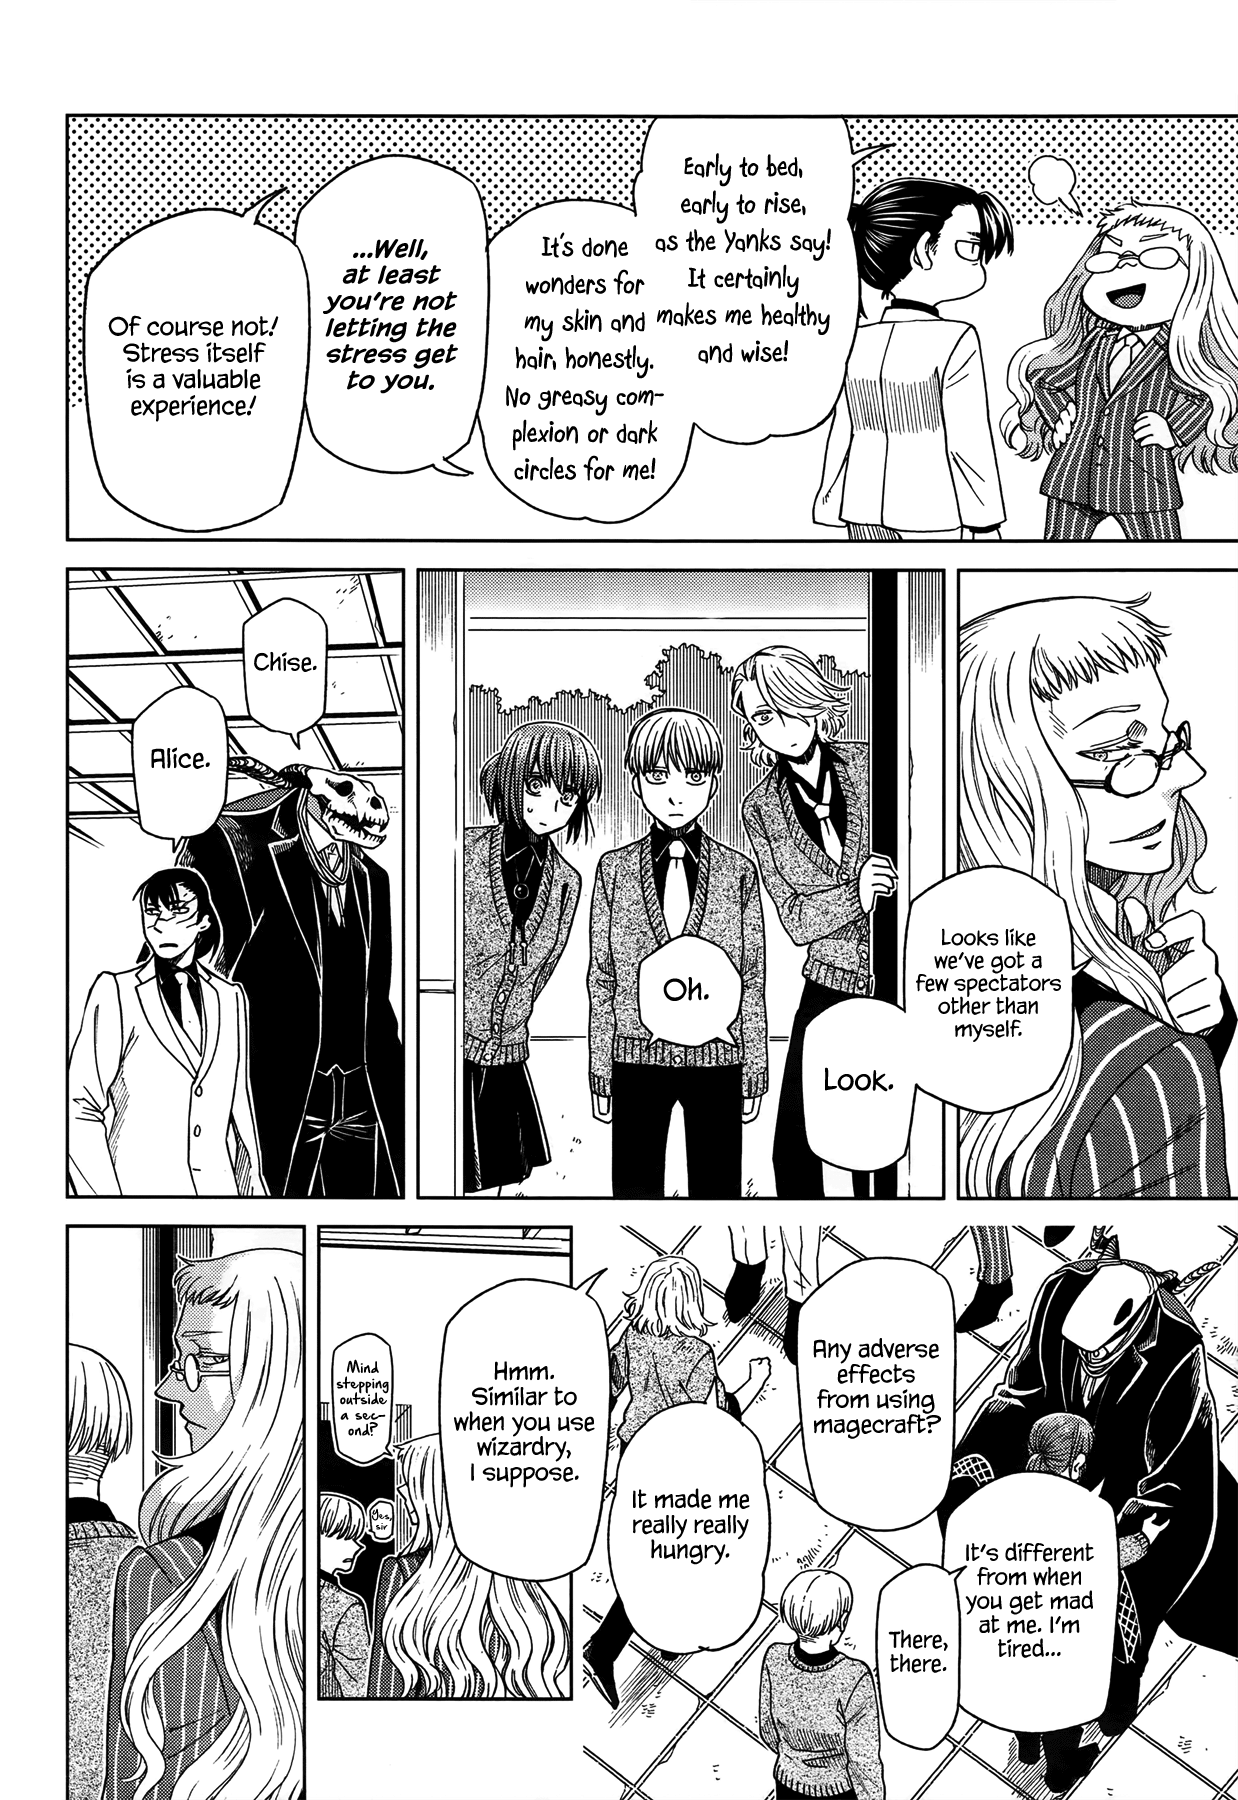 Early to bed,
early to rise,
as the Yanks say!
It certainly
makes me healthy
and wise!
It's done
wonders for
my skin and
hair, honestly.
No greasy com-
plexion or dark
circles for me!
...Well,
at least
you're not
letting the
stress get
to you.
Of course not!
Stress itself
is a valuable
experience!
Looks like
we've got a
few spectators
other than
myself.
Look.
Oh.
Chise.
Alice.
Any adverse
effects
from using
magecraft?
It's different
from when
you get mad
at me. I'm
tired...
There,
there.
It made me
really really
hungry.
Hmm.
Similar to
when you use
wizardry,
I suppose.
Mind
stepping
outside
a sec-
ond?
Yes,
sir